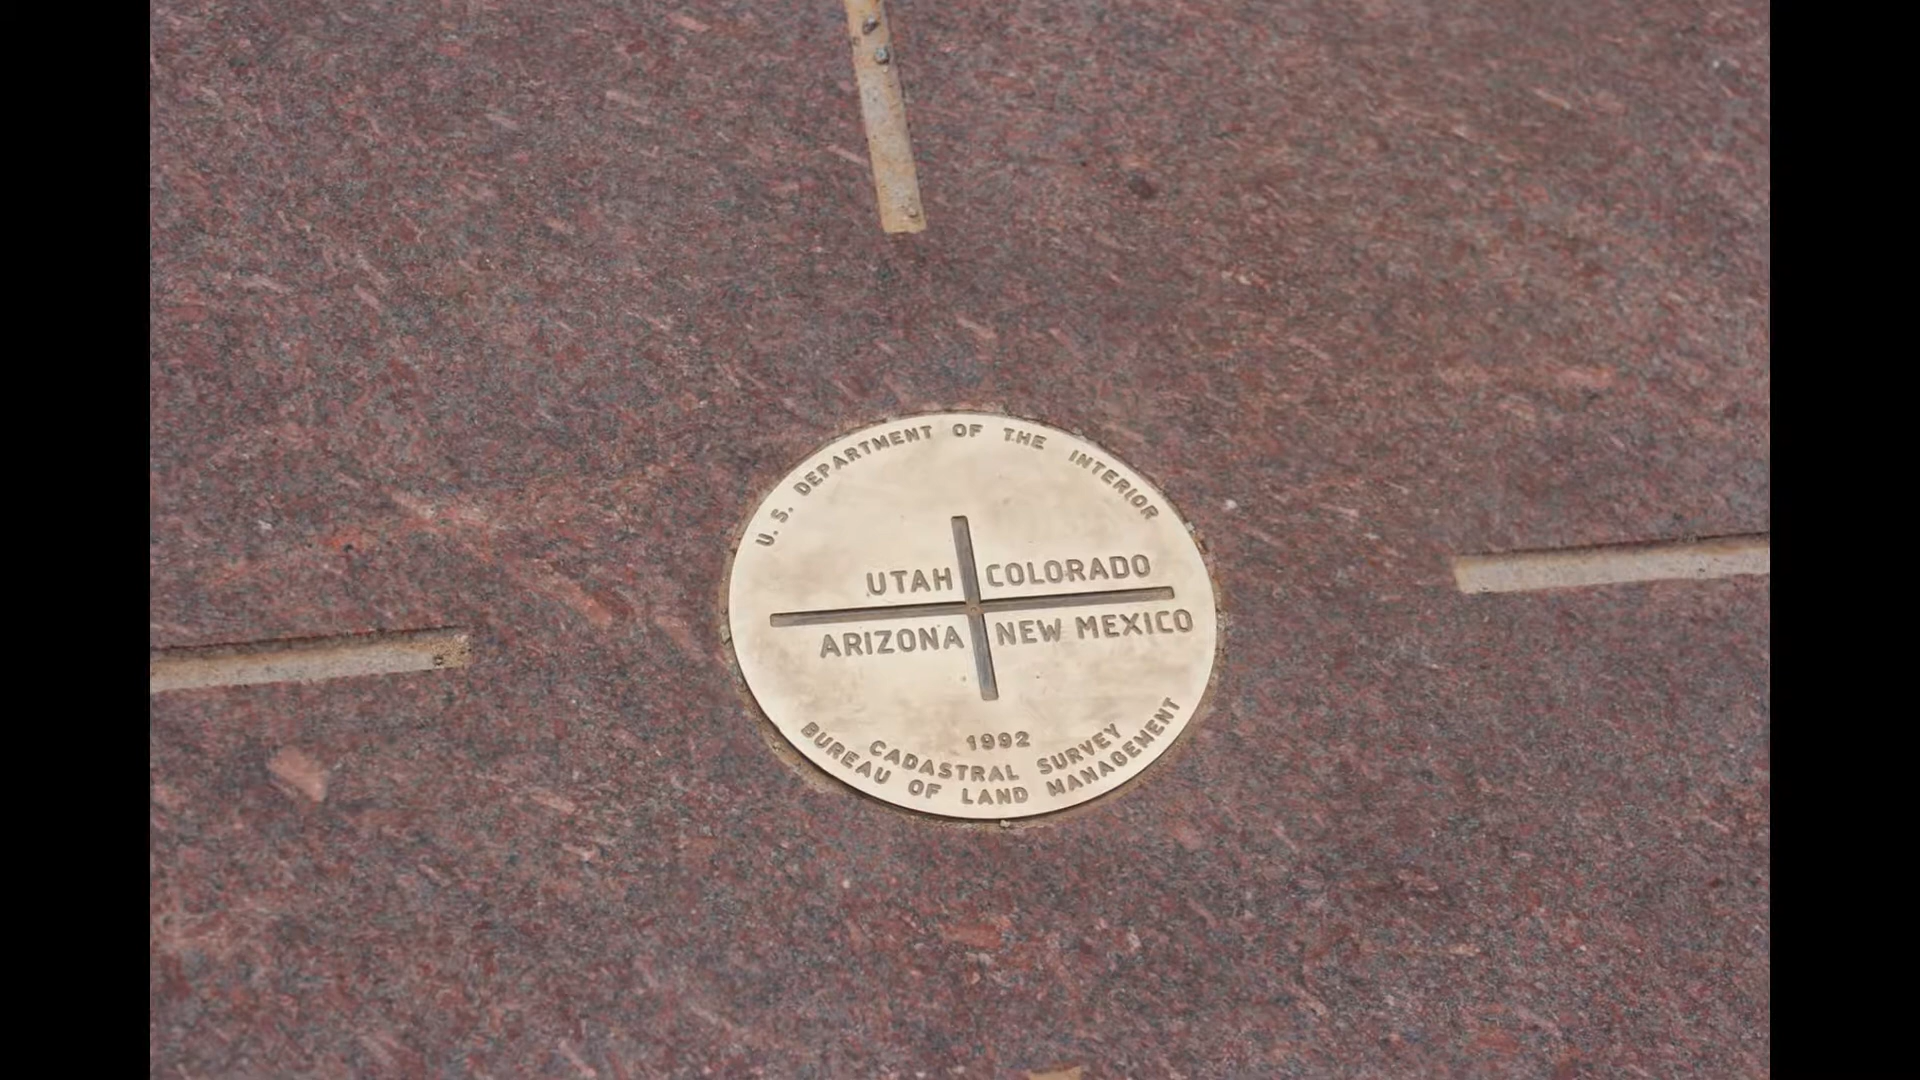 U.S. DEPARTMENT OF THE INTERIOR
UTAH COLORADO
ARIZONA NEW MEXICO
1992
CADASTRAL SURVEY
BUREAU OF LAND MANAGEMENT